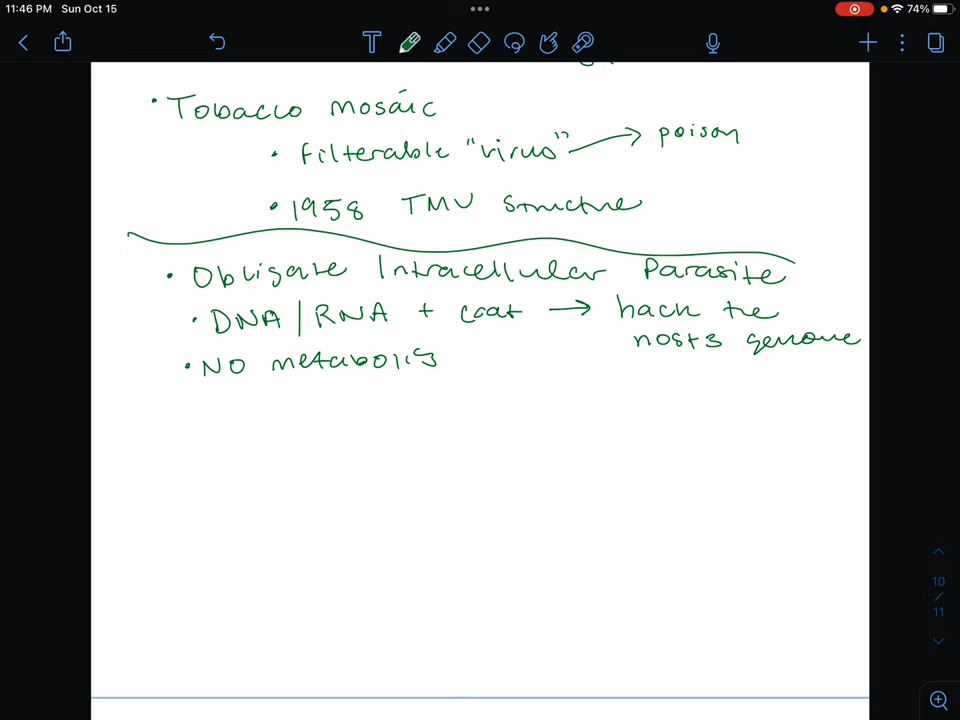 11:46 PM Sun Oct 15
74%
• Tobacco mosaic
• filterable "virus" → poison
• 1958 TMV structure
• Obligate Intracellular Parasite
• DNA/RNA + coat → hack the
hosts genome
• NO metabolis
10
/
11